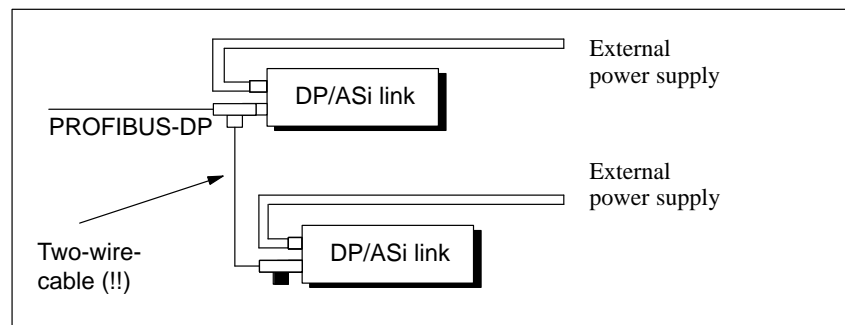 External
power supply
DP/ASi link
PROFIBUS-DP
External
power supply
Two-wire-
cable (!!)
DP/ASi link